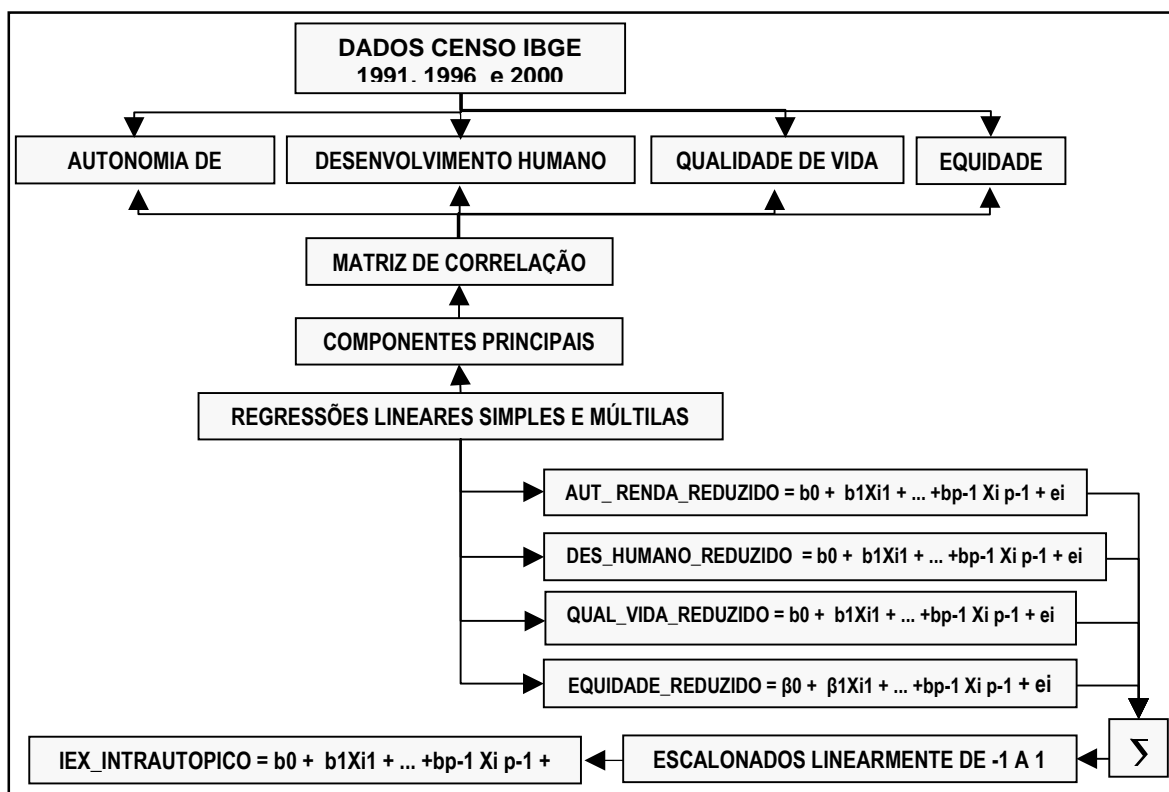 DADOS CENSO IBGE
1991, 1996 e 2000
AUTONOMIA DE
DESENVOLVIMENTO HUMANO
QUALIDADE DE VIDA
EQUIDADE
MATRIZ DE CORRELAÇÃO
COMPONENTES PRINCIPAIS
REGRESSÕES LINEARES SIMPLES E MÚLTILAS
AUT_ RENDA_REDUZIDO = b0 + b1Xi1 + ... +bp-1 Xi p-1 + ei
DES_HUMANO_REDUZIDO = b0 + b1Xi1 + ... +bp-1 Xi p-1 + ei
QUAL_VIDA_REDUZIDO = b0 + b1Xi1 + ... +bp-1 Xi p-1 + ei
EQUIDADE_REDUZIDO = β0 + β1Xi1 + ... +bp-1 Xi p-1 + ei
∑
ESCALONADOS LINEARMENTE DE -1 A 1
IEX_INTRAUTOPICO = b0 + b1Xi1 + ... +bp-1 Xi p-1 +